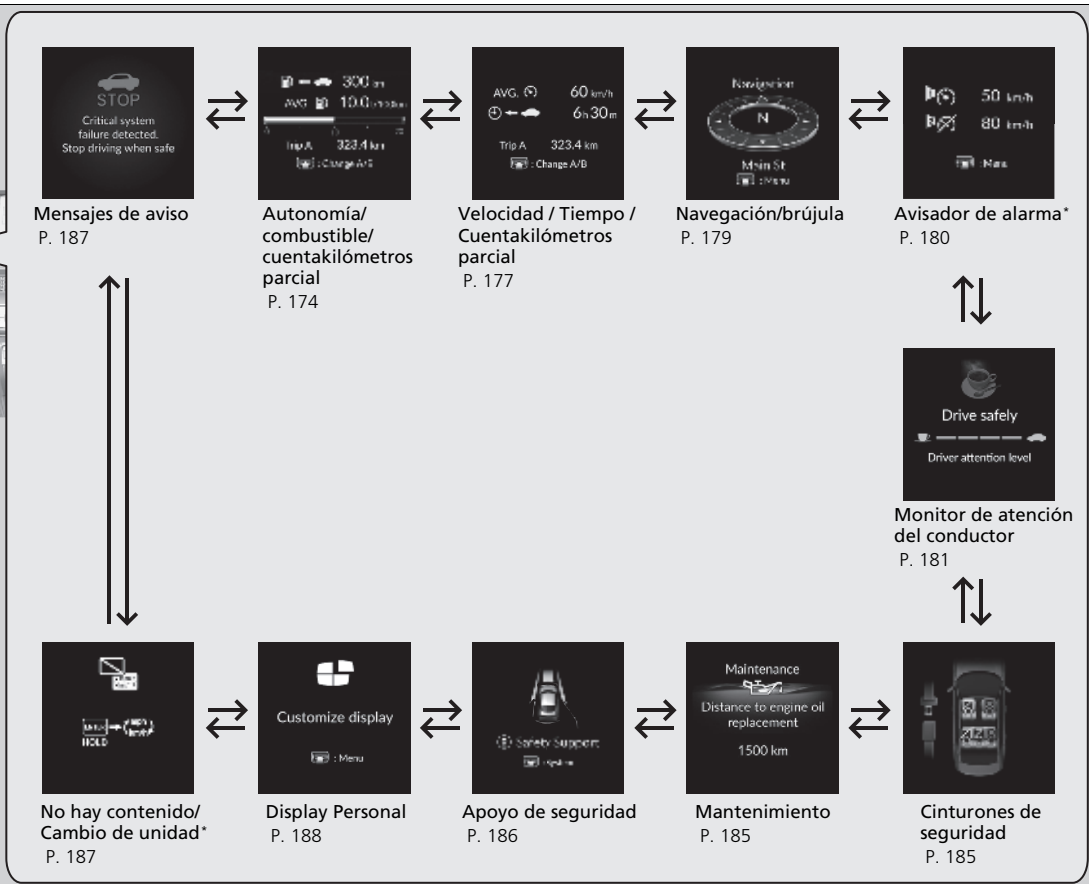 STOP
Critical system
failure detected.
Stop driving when safe
Mensajes de aviso
P. 187
300 km
AVG. 10.0
Trip A 323.4 km
: Change A/B
Autonomía/
combustible/
cuentakilómetros
parcial
P. 174
AVG. 60 km/h
6h30m
Trip A 323.4 km
: Change A/B
Velocidad / Tiempo /
Cuentakilómetros
parcial
P. 177
Navigation
N
Main St
: Menu
Navegación/brújula
P. 179
50 km/h
80 km/h
: Menu
Avisador de alarma*
P. 180
Drive safely
Driver attention level
Monitor de atención
del conductor
P. 181
HOLD
No hay contenido/
Cambio de unidad*
P. 187
Customize display
: Menu
Display Personal
P. 188
Safety Support
: System
Apoyo de seguridad
P. 186
Maintenance
Distance to engine oil
replacement
1500 km
Mantenimiento
P. 185
Cinturones de
seguridad
P. 185